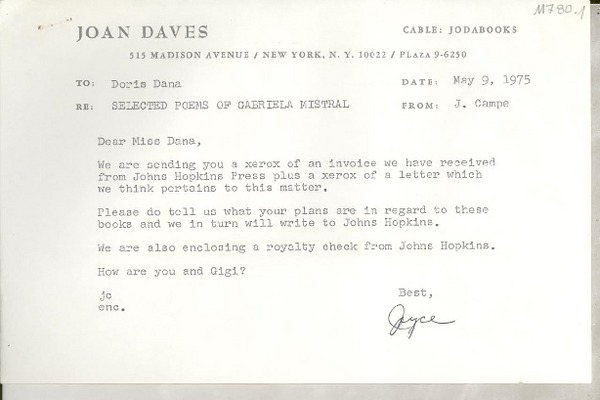 M780.1
JOAN DAVES
CABLE: JODABOOKS
515 MADISON AVENUE / NEW YORK, N. Y. 10022 / PLAZA 9-6250
TO: Doris Dana
DATE: May 9, 1975
RE: SELECTED POEMS OF GABRIELA MISTRAL
FROM: J. Campe
Dear Miss Dana,
We are sending you a xerox of an invoice we have received
from Johns Hopkins Press plus a xerox of a letter which
we think pertains to this matter.
Please do tell us what your plans are in regard to these
books and we in turn will write to Johns Hopkins.
We are also enclosing a royalty check from Johns Hopkins.
How are you and Gigi?
jc
Best,
enc.
Joyce